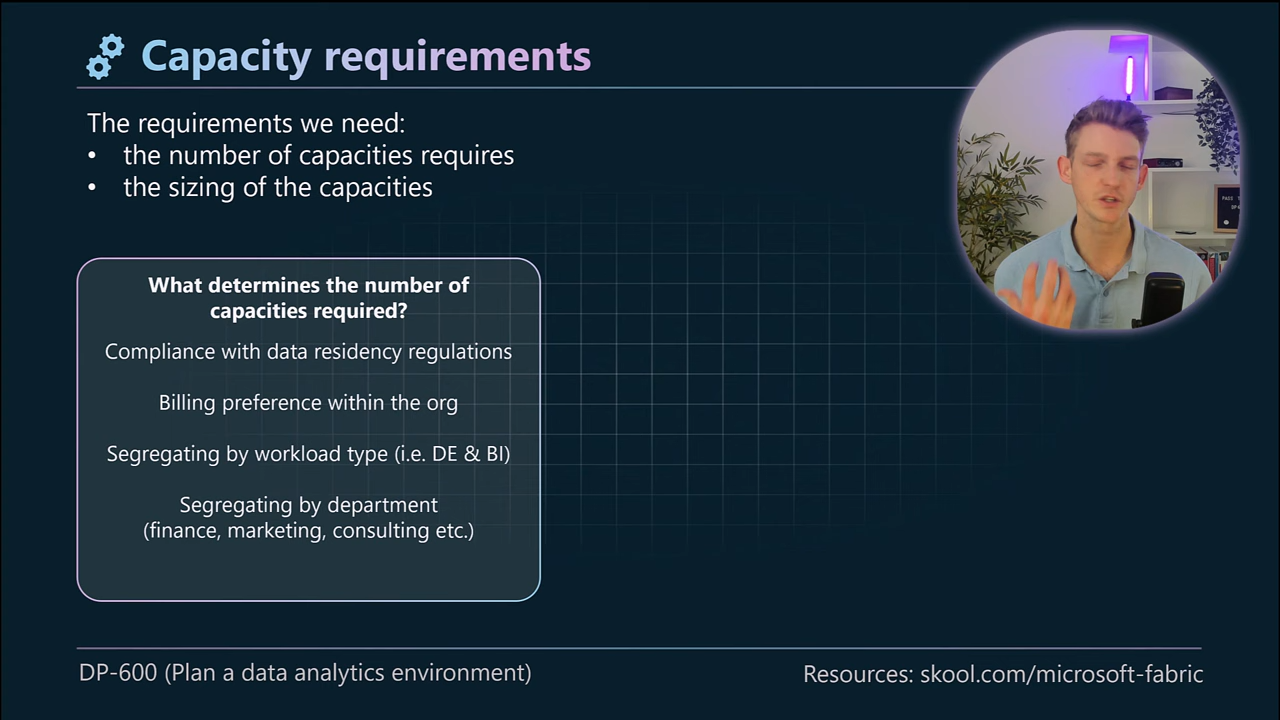 Capacity requirements
The requirements we need:
• the number of capacities requires
• the sizing of the capacities
What determines the number of
capacities required?
Compliance with data residency regulations
Billing preference within the org
Segregating by workload type (i.e. DE & BI)
Segregating by department
(finance, marketing, consulting etc.)
PASS
DP-600 (Plan a data analytics environment)
Resources: skool.com/microsoft-fabric